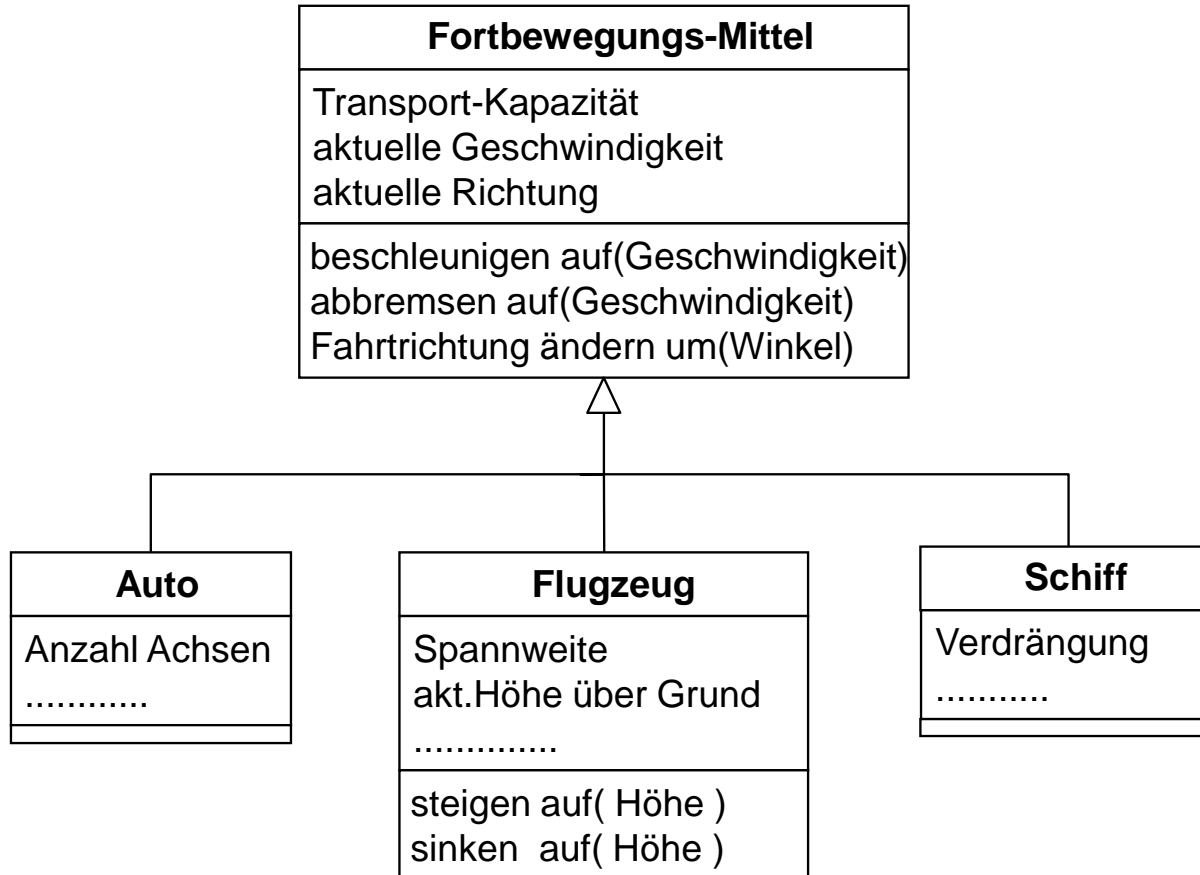 Fortbewegungs-Mittel
Transport-Kapazität
aktuelle Geschwindigkeit
aktuelle Richtung
beschleunigen auf(Geschwindigkeit)
abbremsen auf(Geschwindigkeit)
Fahrtrichtung ändern um(Winkel)
Auto
Anzahl Achsen
............
Flugzeug
Spannweite
akt.Höhe über Grund
..............
steigen auf( Höhe )
sinken  auf( Höhe )
Schiff
Verdrängung
...........